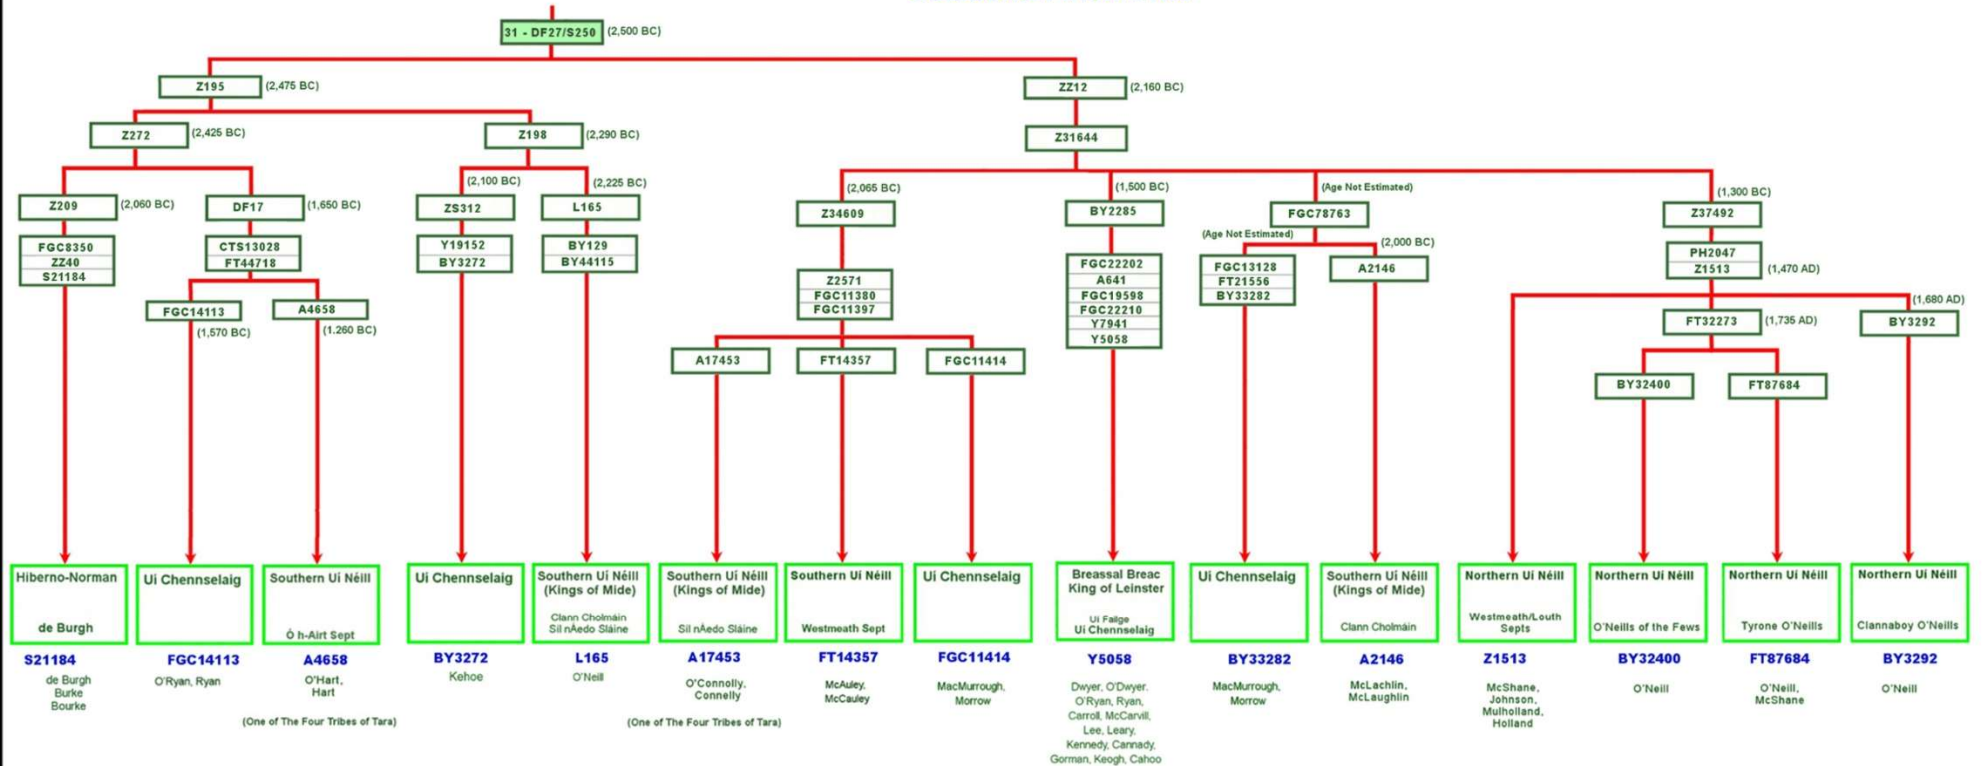 31 - DF27/S250 (2,500 BC)
Z195 (2,475 BC)
ZZ12 (2,160 BC)
Z272 (2,425 BC)
Z198 (2,290 BC)
Z31644
(2,100 BC)
(2,225 BC)
(2,065 BC)
(1,500 BC)
(Age Not Estimated)
(1,300 BC)
Z209 (2,060 BC)
DF17 (1,650 BC)
ZS312
L165
Z34609
BY2285
FGC78763
Z37492
FGC8350
ZZ40
S21184
CTS13028
FT44718
Y19152
BY3272
BY129
BY44115
Z2571
FGC11380
FGC11397
FGC22202
A641
FGC19598
FGC22210
Y7941
Y5058
(Age Not Estimated)
(2,000 BC)
FGC13128
FT21556
BY33282
A2146
PH2047
Z1513 (1,470 AD)
(1,680 AD)
FGC14113
(1,570 BC)
A4658
(1.260 BC)
FT32273 (1,735 AD)
BY3292
A17453
FT14357
FGC11414
BY32400
FT87684
Hiberno-Norman
de Burgh
S21184
de Burgh
Burke
Bourke
Ui Chennselaig
FGC14113
O'Ryan, Ryan
Southern Uí Néill
Ò h-Airt Sept
A4658
O'Hart,
Hart
(One of The Four Tribes of Tara)
Ui Chennselaig
BY3272
Kehoe
Southern Uí Néill
(Kings of Mide)
Clann Cholmáin
Síl nÁedo Sláine
L165
O'Neill
Southern Uí Néill
(Kings of Mide)
Síl nÁedo Sláine
A17453
O'Connolly,
Connelly
(One of The Four Tribes of Tara)
Southern Uí Néill
Westmeath Sept
FT14357
McAuley,
McCauley
Ui Chennselaig
FGC11414
MacMurrough,
Morrow
Breassal Breac
King of Leinster
Uí Failge
Ui Chennselaig
Y5058
Dwyer, O'Dwyer.
O'Ryan, Ryan,
Carroll, McCarvill,
Lee, Leary,
Kennedy, Cannady,
Gorman, Keogh, Cahoo
Ui Chennselaig
BY33282
MacMurrough,
Morrow
Southern Uí Néill
(Kings of Mide)
Clann Cholmáin
A2146
McLachlin,
McLaughlin
Northern Uí Néill
Westmeath/Louth
Septs
Z1513
McShane,
Johnson,
Mulholland,
Holland
Northern Uí Néill
O'Neills of the Fews
BY32400
O'Neill
Northern Uí Néill
Tyrone O'Neills
FT87684
O'Neill,
McShane
Northern Uí Néill
Clannaboy O'Neills
BY3292
O'Neill